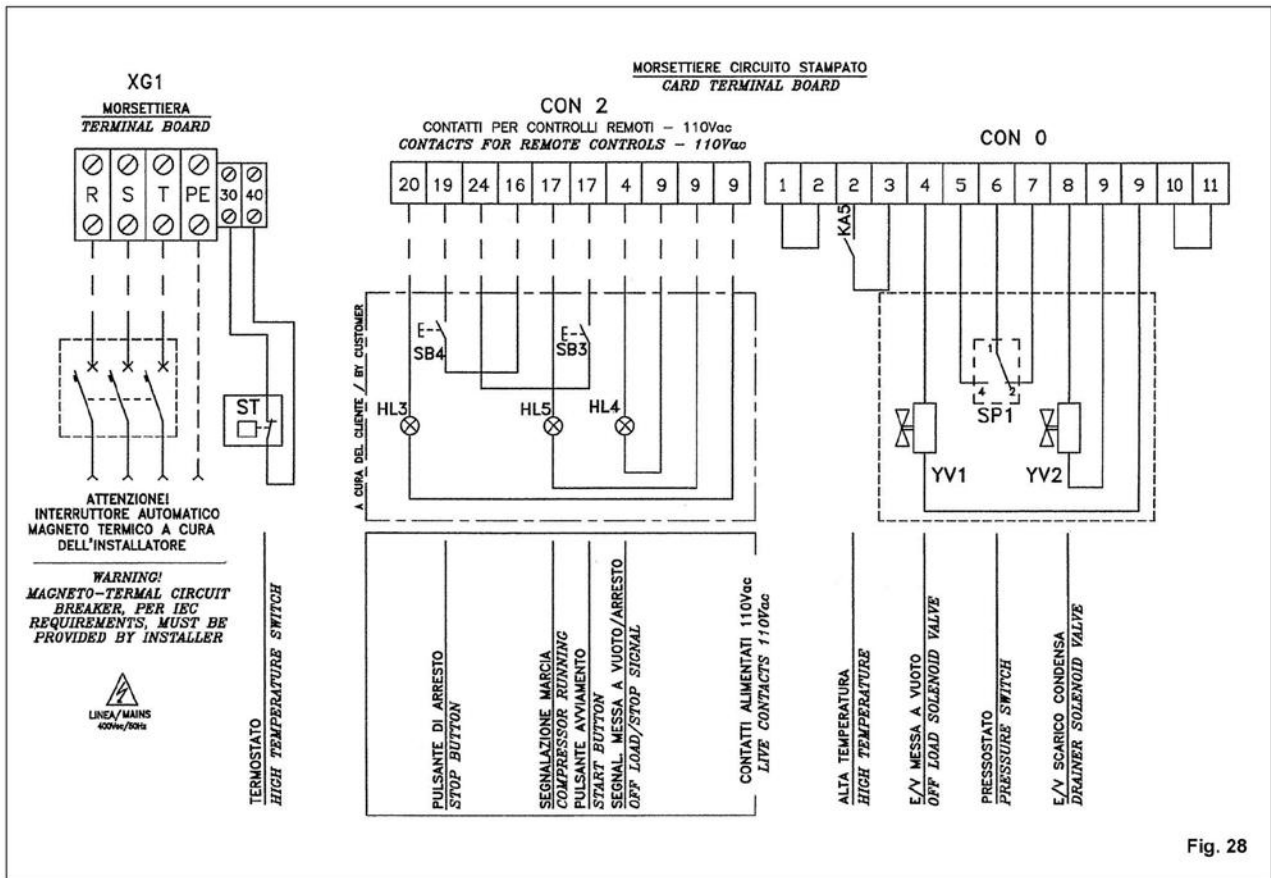 MORSETTIERE CIRCUITO STAMPATO
CARD TERMINAL BOARD
XG1
MORSETTIERA
TERMINAL BOARD
R S T PE 30 40
ST
ATTENZIONE!
INTERRUTTORE AUTOMATICO
MAGNETO TERMICO A CURA
DELL'INSTALLATORE
WARNING!
MAGNETO-TERMAL CIRCUIT
BREAKER, PER IEC
REQUIREMENTS, MUST BE
PROVIDED BY INSTALLER
LINEA/MAINS
400Vac/50Hz
TERMOSTATO
HIGH TEMPERATURE SWITCH
CON 2
CONTATTI PER CONTROLLI REMOTI - 110Vac
CONTACTS FOR REMOTE CONTROLS - 110Vac
20 19 24 16 17 17 4 9 9 9
A CURA DEL CLIENTE / BY CUSTOMER
SB4
SB3
HL3
HL5
HL4
PULSANTE DI ARRESTO
STOP BUTTON
SEGNALAZIONE MARCIA
COMPRESSOR RUNNING
PULSANTE AVVIAMENTO
START BUTTON
SEGNAL. MESSA A VUOTO/ARRESTO
OFF LOAD/STOP SIGNAL
CONTATTI ALIMENTATI 110Vac
LIVE CONTACTS 110Vac
CON 0
1 2 2 3 4 5 6 7 8 9 9 10 11
KA5
1
4 2
SP1
YV1
YV2
ALTA TEMPERATURA
HIGH TEMPERATURE
E/V MESSA A VUOTO
OFF LOAD SOLENOID VALVE
PRESSOSTATO
PRESSURE SWITCH
E/V SCARICO CONDENSA
DRAINER SOLENOID VALVE
Fig. 28